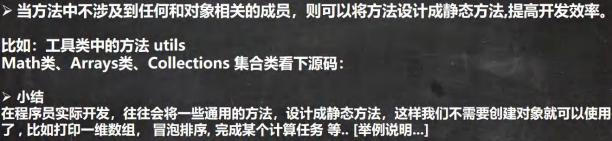 ➢ 当方法中不涉及到任何和对象相关的成员，则可以将方法设计成静态方法,提高开发效率。
比如：工具类中的方法 utils
Math类、Arrays类、Collections 集合类看下源码：
➢ 小结
在程序员实际开发，往往会将一些通用的方法，设计成静态方法，这样我们不需要创建对象就可以使用
了 , 比如打印一维数组， 冒泡排序, 完成某个计算任务 等.. [举例说明...]